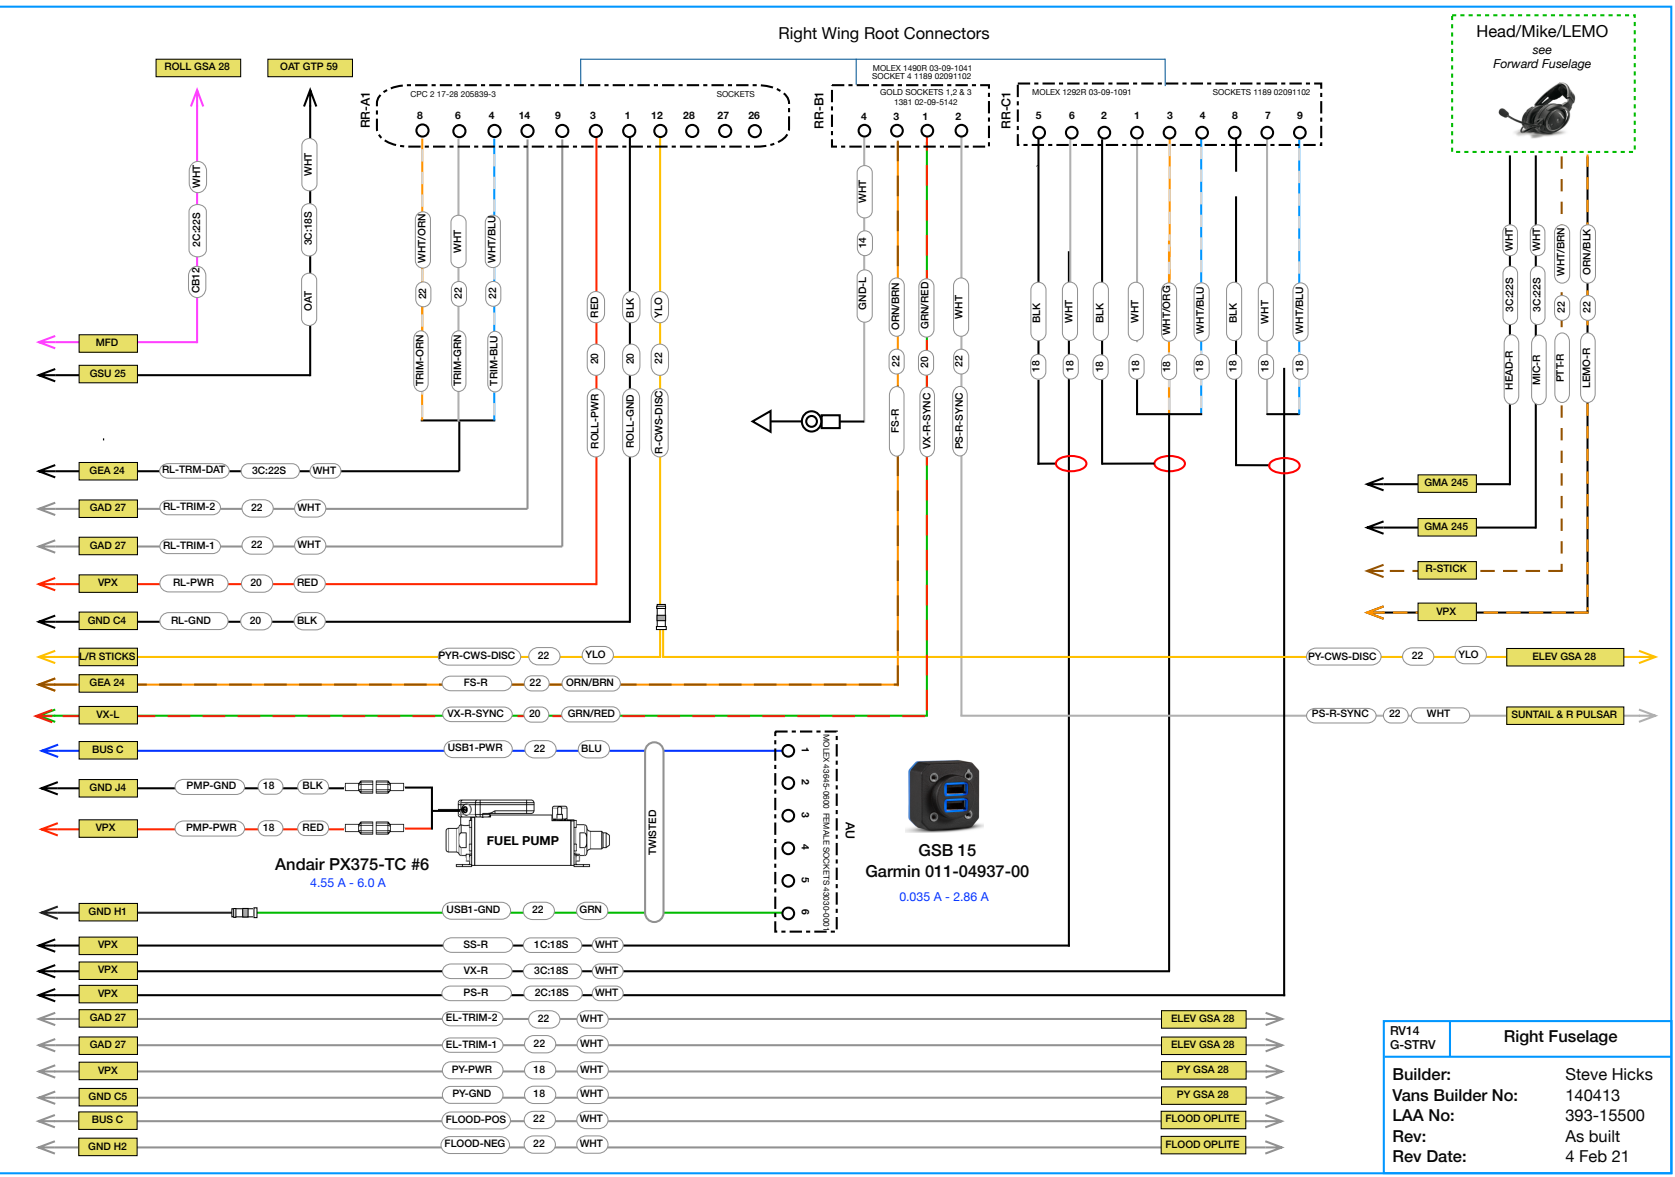 Right Wing Root Connectors
ROLL GSA 28
OAT GTP 59
WHT
2C:22S
CB12
WHT
3C:18S
OAT
MFD
GSU 25
RR-A1
CPC 2 17-28 205839-3
SOCKETS
8 6 4 14 9 3 1 12 28 27 26
WHT/ORN
22
TRIM-ORN
WHT
22
TRIM-GRN
WHT/BLU
22
TRIM-BLU
RED
20
ROLL-PWR
BLK
20
ROLL-GND
YLO
22
R-CWS-DISC
MOLEX 1490R 03-09-1041
SOCKET 4 1189 02091102
RR-B1
GOLD SOCKETS 1,2 & 3
1381 02-09-5142
4 3 1 2
WHT
14
GND-L
ORN/BRN
22
FS-R
GRN/RED
20
VX-R-SYNC
WHT
22
PS-R-SYNC
RR-C1
MOLEX 1292R 03-09-1091
SOCKETS 1189 02091102
5 6 2 1 3 4 8 7 9
BLK
18
WHT
18
BLK
18
WHT
18
WHT/ORG
18
WHT/BLU
18
BLK
18
WHT
18
WHT/BLU
18
Head/Mike/LEMO
see
Forward Fuselage
WHT
3C:22S
HEAD-R
WHT
3C:22S
MIC-R
WHT/BRN
22
PTT-R
ORN/BLK
22
LEMO-R
GMA 245
GMA 245
R-STICK
VPX
GEA 24 RL-TRM-DAT 3C:22S WHT
GAD 27 RL-TRIM-2 22 WHT
GAD 27 RL-TRIM-1 22 WHT
VPX RL-PWR 20 RED
GND C4 RL-GND 20 BLK
L/R STICKS PYR-CWS-DISC 22 YLO PY-CWS-DISC 22 YLO ELEV GSA 28
GEA 24 FS-R 22 ORN/BRN
VX-L VX-R-SYNC 20 GRN/RED PS-R-SYNC 22 WHT SUNTAIL & R PULSAR
BUS C USB1-PWR 22 BLU
GND J4 PMP-GND 18 BLK
VPX PMP-PWR 18 RED
FUEL PUMP
Andair PX375-TC #6
4.55 A - 6.0 A
TWISTED
1
2
3
4
5
6
MOLEX 43645-0600 FEMALE SOCKETS 43030-0001
AU
GSB 15
Garmin 011-04937-00
0.035 A - 2.86 A
GND H1 USB1-GND 22 GRN
VPX SS-R 1C:18S WHT
VPX VX-R 3C:18S WHT
VPX PS-R 2C:18S WHT
GAD 27 EL-TRIM-2 22 WHT ELEV GSA 28
GAD 27 EL-TRIM-1 22 WHT ELEV GSA 28
VPX PY-PWR 18 WHT PY GSA 28
GND C5 PY-GND 18 WHT PY GSA 28
BUS C FLOOD-POS 22 WHT FLOOD OPLITE
GND H2 FLOOD-NEG 22 WHT FLOOD OPLITE
RV14
G-STRV
Right Fuselage
Builder: Steve Hicks
Vans Builder No: 140413
LAA No: 393-15500
Rev: As built
Rev Date: 4 Feb 21